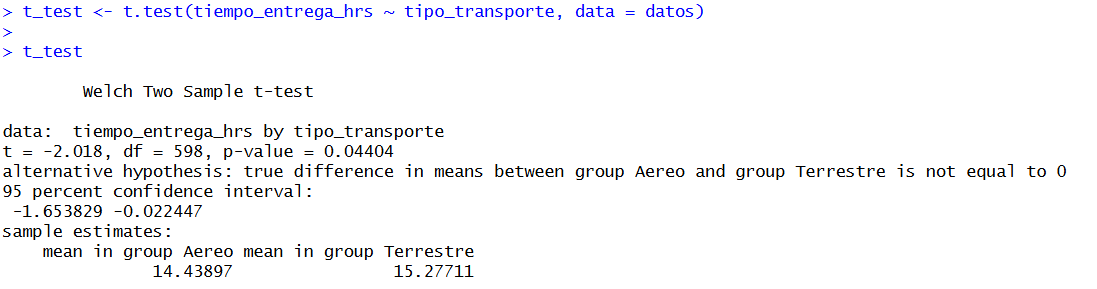 > t_test <- t.test(tiempo_entrega_hrs ~ tipo_transporte, data = datos)
>
> t_test
Welch Two Sample t-test
data:  tiempo_entrega_hrs by tipo_transporte
t = -2.018, df = 598, p-value = 0.04404
alternative hypothesis: true difference in means between group Aereo and group Terrestre is not equal to 0
95 percent confidence interval:
-1.653829 -0.022447
sample estimates:
mean in group Aereo mean in group Terrestre
14.43897 15.27711